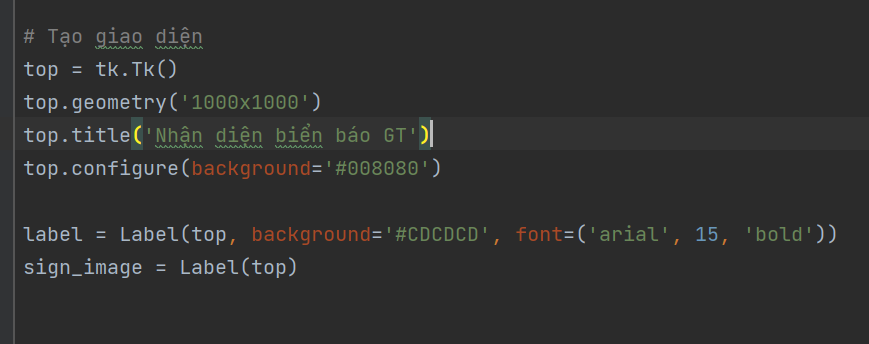 # Tạo giao diện
top = tk.Tk()
top.geometry('1000x1000')
top.title('Nhận diện biển báo GT')
top.configure(background='#008080')
label = Label(top, background='#CDCDCD', font=('arial', 15, 'bold'))
sign_image = Label(top)